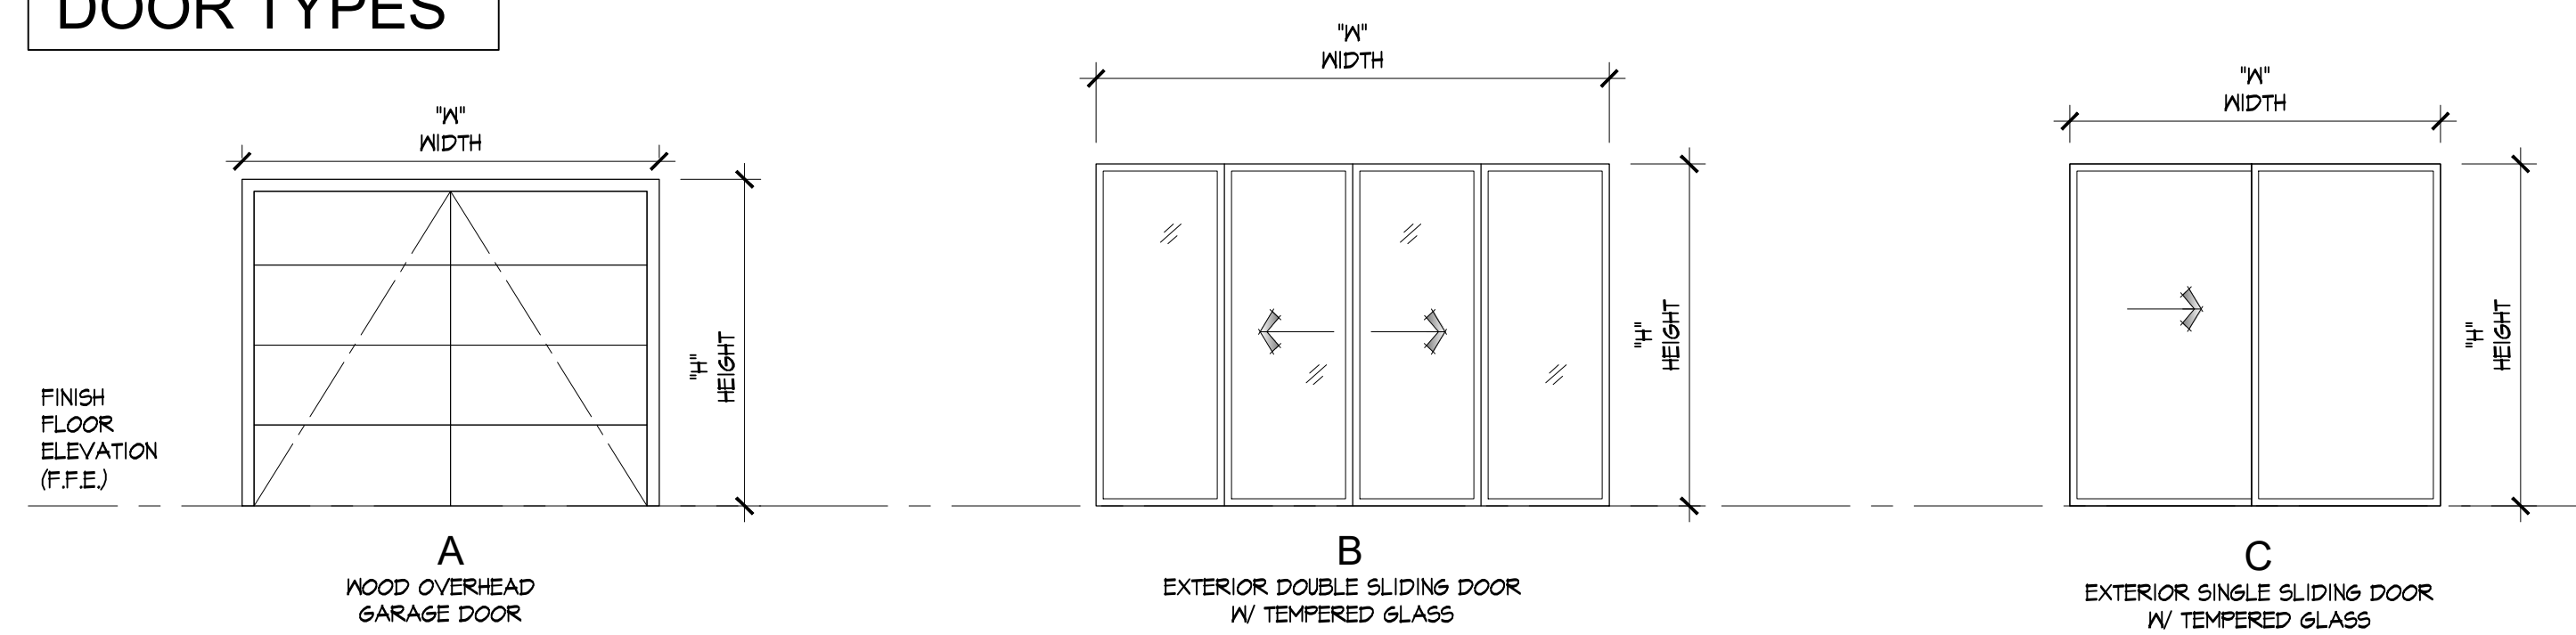 DOOR TYPES
"W"
WIDTH
"H"
HEIGHT
FINISH
FLOOR
ELEVATION
(F.F.E.)
A
WOOD OVERHEAD
GARAGE DOOR
"W"
WIDTH
"H"
HEIGHT
B
EXTERIOR DOUBLE SLIDING DOOR
W/ TEMPERED GLASS
"W"
WIDTH
"H"
HEIGHT
C
EXTERIOR SINGLE SLIDING DOOR
W/ TEMPERED GLASS